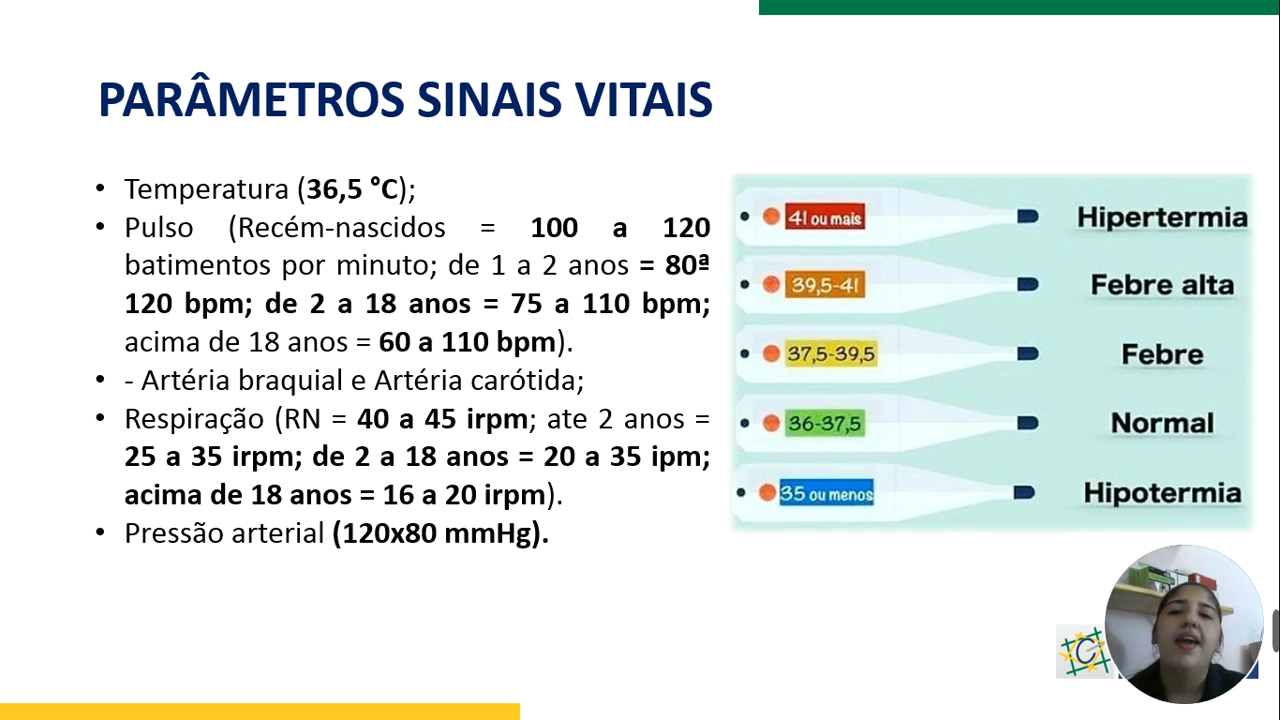 PARÂMETROS SINAIS VITAIS
• Temperatura (36,5 °C);
• Pulso (Recém-nascidos = 100 a 120
batimentos por minuto; de 1 a 2 anos = 80ª
120 bpm; de 2 a 18 anos = 75 a 110 bpm;
acima de 18 anos = 60 a 110 bpm).
• - Artéria braquial e Artéria carótida;
• Respiração (RN = 40 a 45 irpm; ate 2 anos =
25 a 35 irpm; de 2 a 18 anos = 20 a 35 ipm;
acima de 18 anos = 16 a 20 irpm).
• Pressão arterial (120x80 mmHg).
41 ou mais Hipertermia
39,5-41 Febre alta
37,5-39,5 Febre
36-37,5 Normal
35 ou menos Hipotermia